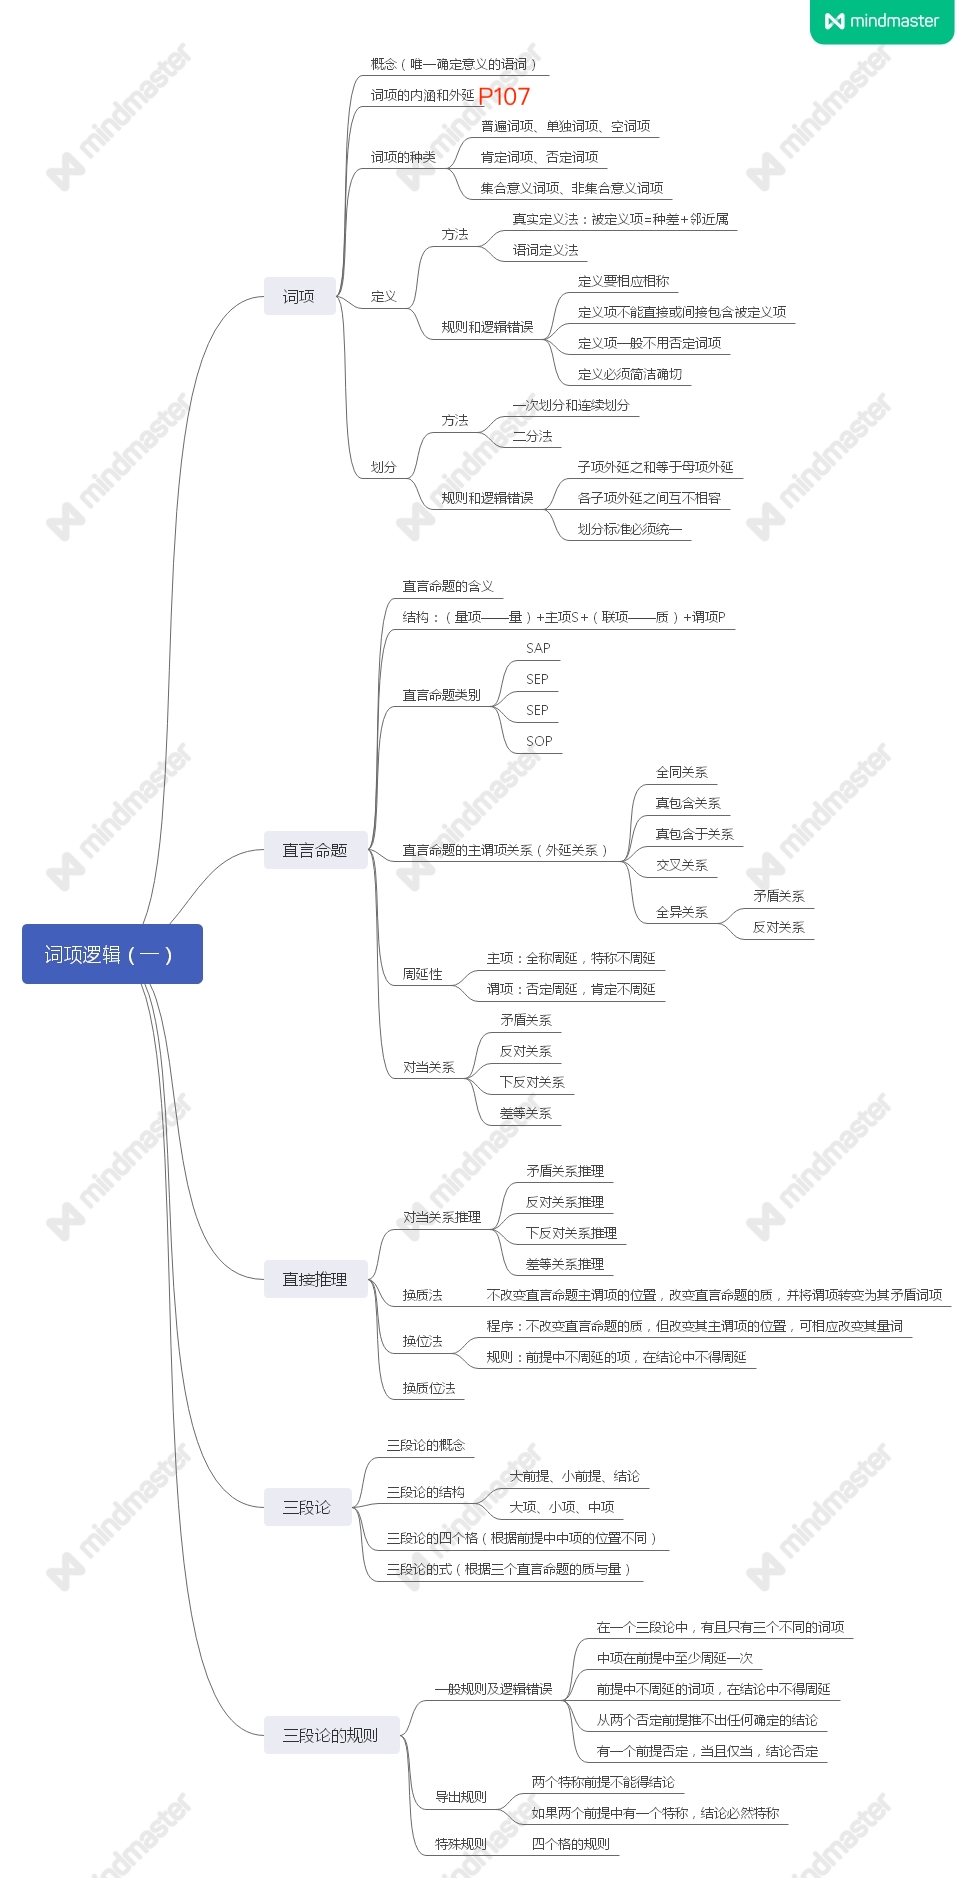 mindmaster
概念（唯一确定意义的语词）
词项的内涵和外延 P107
普遍词项、单独词项、空词项
词项的种类
肯定词项、否定词项
集合意义词项、非集合意义词项
真实定义法：被定义项=种差+邻近属
方法
语词定义法
定义要相应相称
词项
定义
定义项不能直接或间接包含被定义项
规则和逻辑错误
定义项一般不用否定词项
定义必须简洁确切
一次划分和连续划分
方法
二分法
划分
子项外延之和等于母项外延
规则和逻辑错误
各子项外延之间互不相容
划分标准必须统一
直言命题的含义
结构：（量项——量）+主项S+（联项——质）+谓项P
SAP
SEP
直言命题类别
SEP
SOP
全同关系
真包含关系
真包含于关系
直言命题
直言命题的主谓项关系（外延关系）
交叉关系
矛盾关系
全异关系
反对关系
词项逻辑（一）
主项：全称周延，特称不周延
周延性
谓项：否定周延，肯定不周延
矛盾关系
反对关系
对当关系
下反对关系
差等关系
矛盾关系推理
反对关系推理
对当关系推理
下反对关系推理
差等关系推理
直接推理
换质法
不改变直言命题主谓项的位置，改变直言命题的质，并将谓项转变为其矛盾词项
程序：不改变直言命题的质，但改变其主谓项的位置，可相应改变其量词
换位法
规则：前提中不周延的项，在结论中不得周延
换质位法
三段论的概念
大前提、小前提、结论
三段论的结构
大项、小项、中项
三段论
三段论的四个格（根据前提中中项的位置不同）
三段论的式（根据三个直言命题的质与量）
在一个三段论中，有且只有三个不同的词项
中项在前提中至少周延一次
一般规则及逻辑错误
前提中不周延的词项，在结论中不得周延
从两个否定前提推不出任何确定的结论
三段论的规则
有一个前提否定，当且仅当，结论否定
两个特称前提不能得结论
导出规则
如果两个前提中有一个特称，结论必然特称
特殊规则
四个格的规则